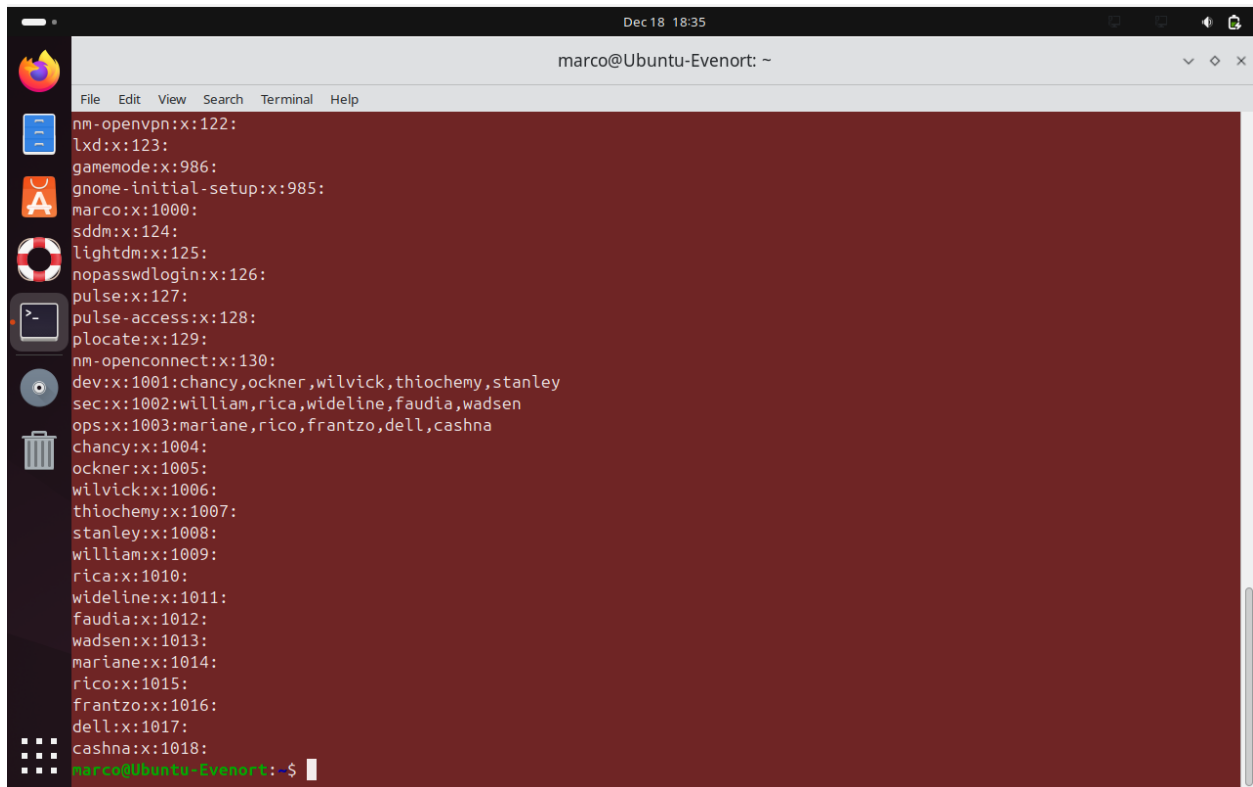 Dec 18 18:35
marco@Ubuntu-Evenort: ~
File Edit View Search Terminal Help
nm-openvpn:x:122:
lxd:x:123:
gamemode:x:986:
gnome-initial-setup:x:985:
marco:x:1000:
sddm:x:124:
lightdm:x:125:
nopasswdlogin:x:126:
pulse:x:127:
pulse-access:x:128:
plocate:x:129:
nm-openconnect:x:130:
dev:x:1001:chancy,ockner,wilvick,thiochemy,stanley
sec:x:1002:william,rica,wideline,faudia,wadsen
ops:x:1003:mariane,rico,frantzo,dell,cashna
chancy:x:1004:
ockner:x:1005:
wilvick:x:1006:
thiochemy:x:1007:
stanley:x:1008:
william:x:1009:
rica:x:1010:
wideline:x:1011:
faudia:x:1012:
wadsen:x:1013:
mariane:x:1014:
rico:x:1015:
frantzo:x:1016:
dell:x:1017:
cashna:x:1018:
marco@Ubuntu-Evenort:~$